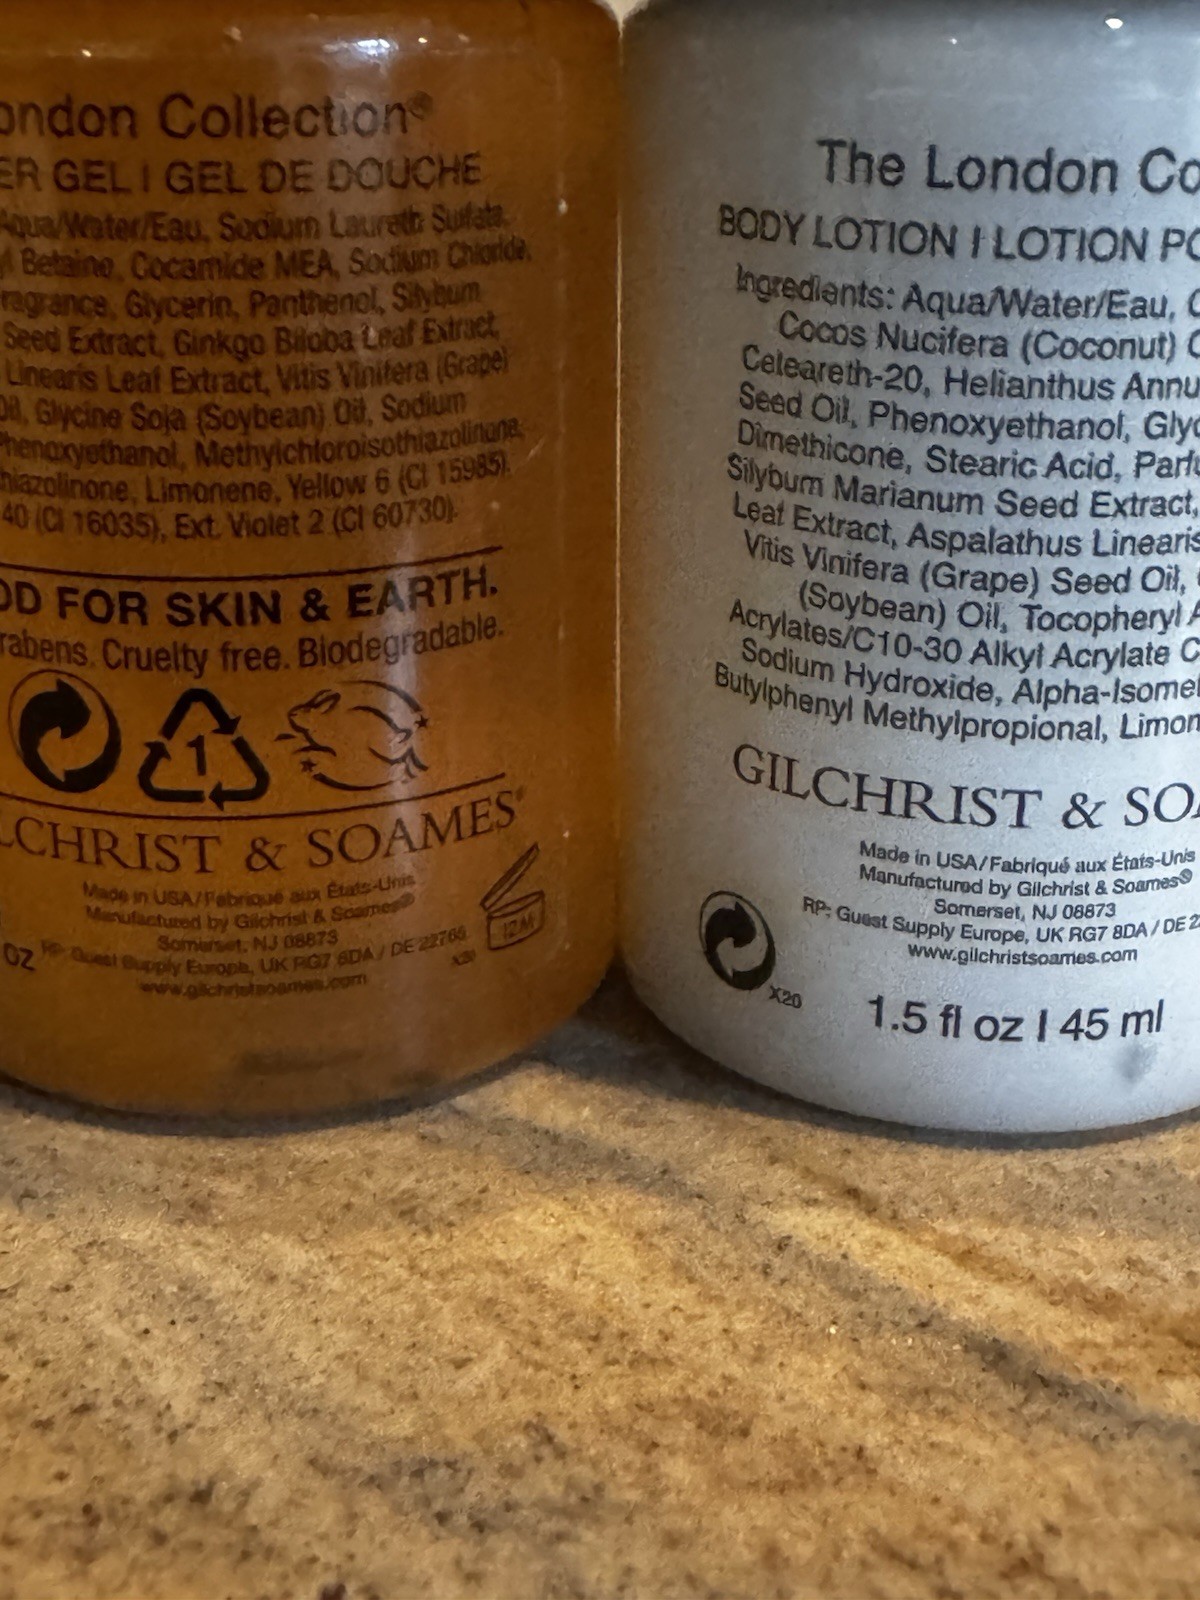 ondon Collection®
ER GEL I GEL DE DOUCHE
Aqua/Water/Eau, Sodium Laureth Sulfate,
yl Betaine, Cocamide MEA, Sodium Chloride,
ragrance, Glycerin, Panthenol, Silybum
Seed Extract, Ginkgo Biloba Leaf Extract,
Linearis Leaf Extract, Vitis Vinifera (Grape)
Oil, Glycine Soja (Soybean) Oil, Sodium
Phenoxyethanol, Methylchloroisothiazolinone,
hiazolinone, Limonene, Yellow 6 (CI 15985),
40 (CI 16035), Ext. Violet 2 (CI 60730).
OD FOR SKIN & EARTH.
rabens. Cruelty free. Biodegradable.
1
LCHRIST & SOAMES®
Made in USA/Fabriqué aux États-Unis
Manufactured by Gilchrist & Soames®
Somerset, NJ 08873
RP: Guest Supply Europe, UK RG7 8DA / DE 22765
www.gilchristsoames.com
OZ
12M
The London Co
BODY LOTION I LOTION PO
Ingredients: Aqua/Water/Eau, C
Cocos Nucifera (Coconut) O
Ceteareth-20, Helianthus Annu
Seed Oil, Phenoxyethanol, Glyc
Dimethicone, Stearic Acid, Parfu
Silybum Marianum Seed Extract,
Leaf Extract, Aspalathus Linearis
Vitis Vinifera (Grape) Seed Oil,
(Soybean) Oil, Tocopheryl A
Acrylates/C10-30 Alkyl Acrylate C
Sodium Hydroxide, Alpha-Isomet
Butylphenyl Methylpropional, Limon
GILCHRIST & SOA
Made in USA/Fabriqué aux États-Unis
Manufactured by Gilchrist & Soames®
Somerset, NJ 08873
RP: Guest Supply Europe, UK RG7 8DA / DE 22
www.gilchristsoames.com
X20
1.5 fl oz I 45 ml